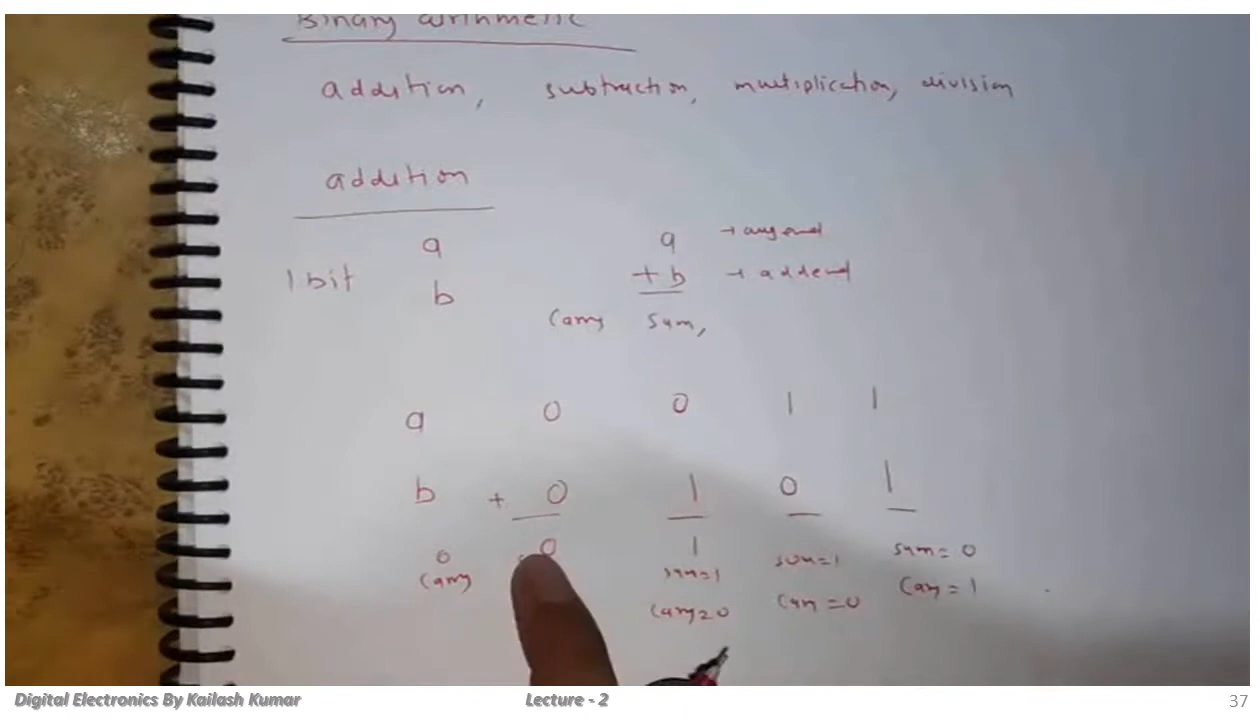 Binary arithmetic
addition, subtraction, multiplication, division
addition
a a → augend
1 bit b + b → addend
Carry Sum,
a 0 0 1 1
b + 0 1 0 1
0 0 1 sum=1 sum=0
Carry sum=1 Carry=0 Carry=1
Carry=0
Digital Electronics By Kailash Kumar Lecture - 2 37